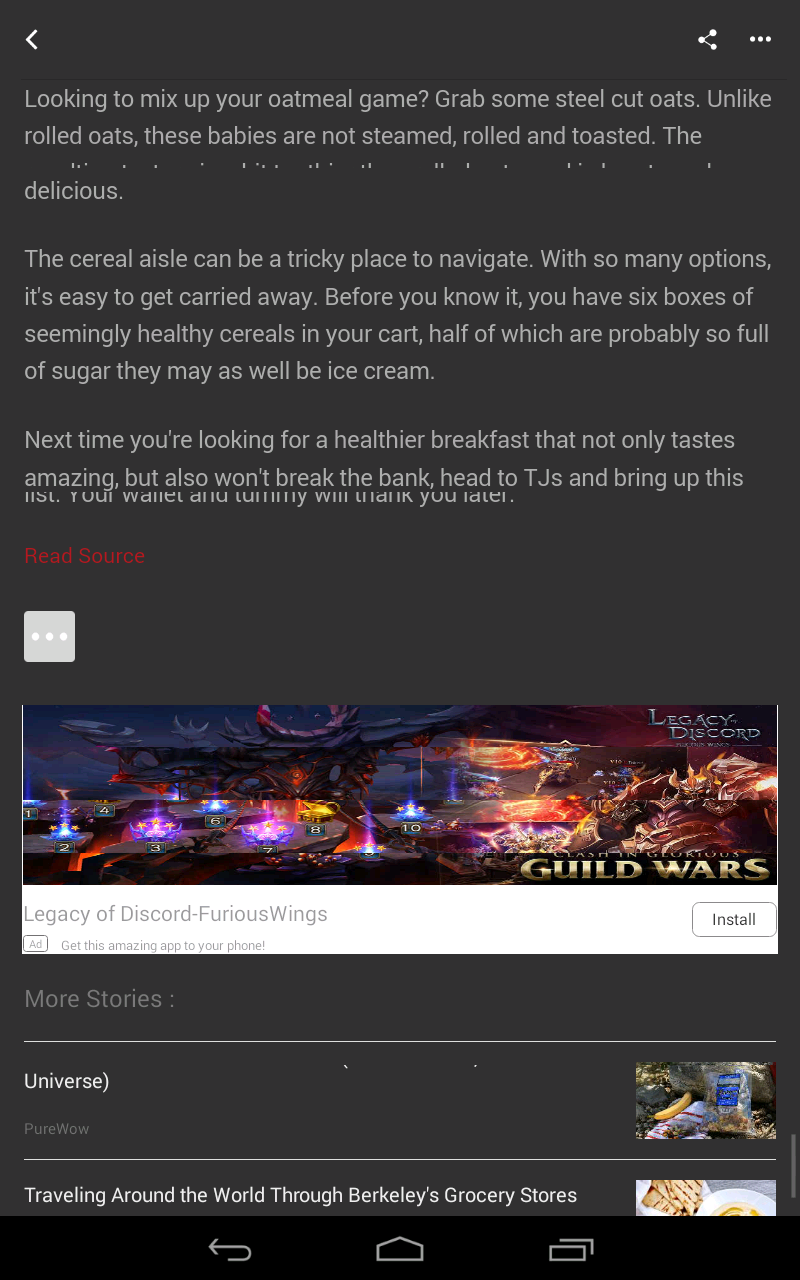 Looking to mix up your oatmeal game? Grab some steel cut oats. Unlike
rolled oats, these babies are not steamed, rolled and toasted. The
delicious.
The cereal aisle can be a tricky place to navigate. With so many options,
it's easy to get carried away. Before you know it, you have six boxes of
seemingly healthy cereals in your cart, half of which are probably so full
of sugar they may as well be ice cream.
Next time you're looking for a healthier breakfast that not only tastes
amazing, but also won't break the bank, head to TJs and bring up this
list. Your wallet and tummy will thank you later.
Read Source
LEGACY OF
DISCORD
FURIOUS WINGS
1
4
6
8
10
2
3
7
CLASH IN GLORIOUS
GUILD WARS
Legacy of Discord-FuriousWings
Install
Ad Get this amazing app to your phone!
More Stories :
Universe)
PureWow
Traveling Around the World Through Berkeley's Grocery Stores